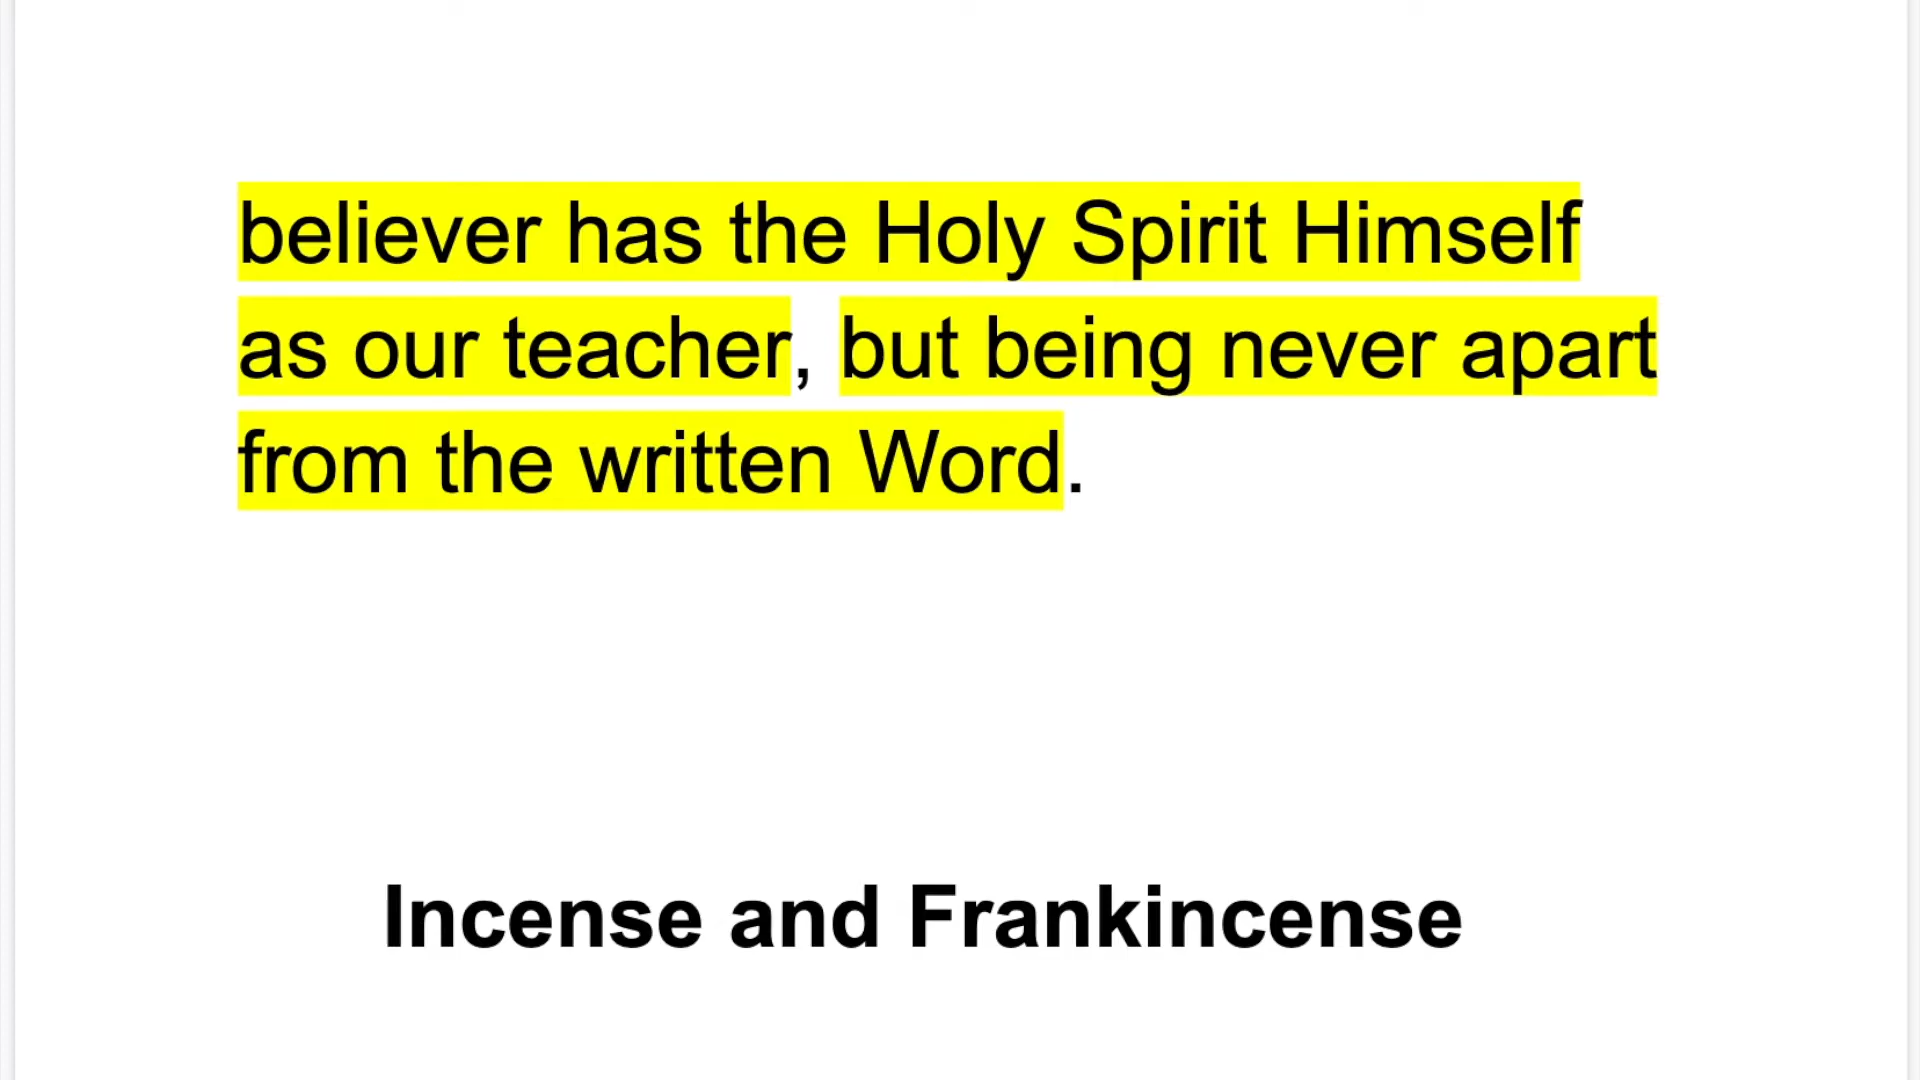 believer has the Holy Spirit Himself
as our teacher, but being never apart
from the written Word.
Incense and Frankincense